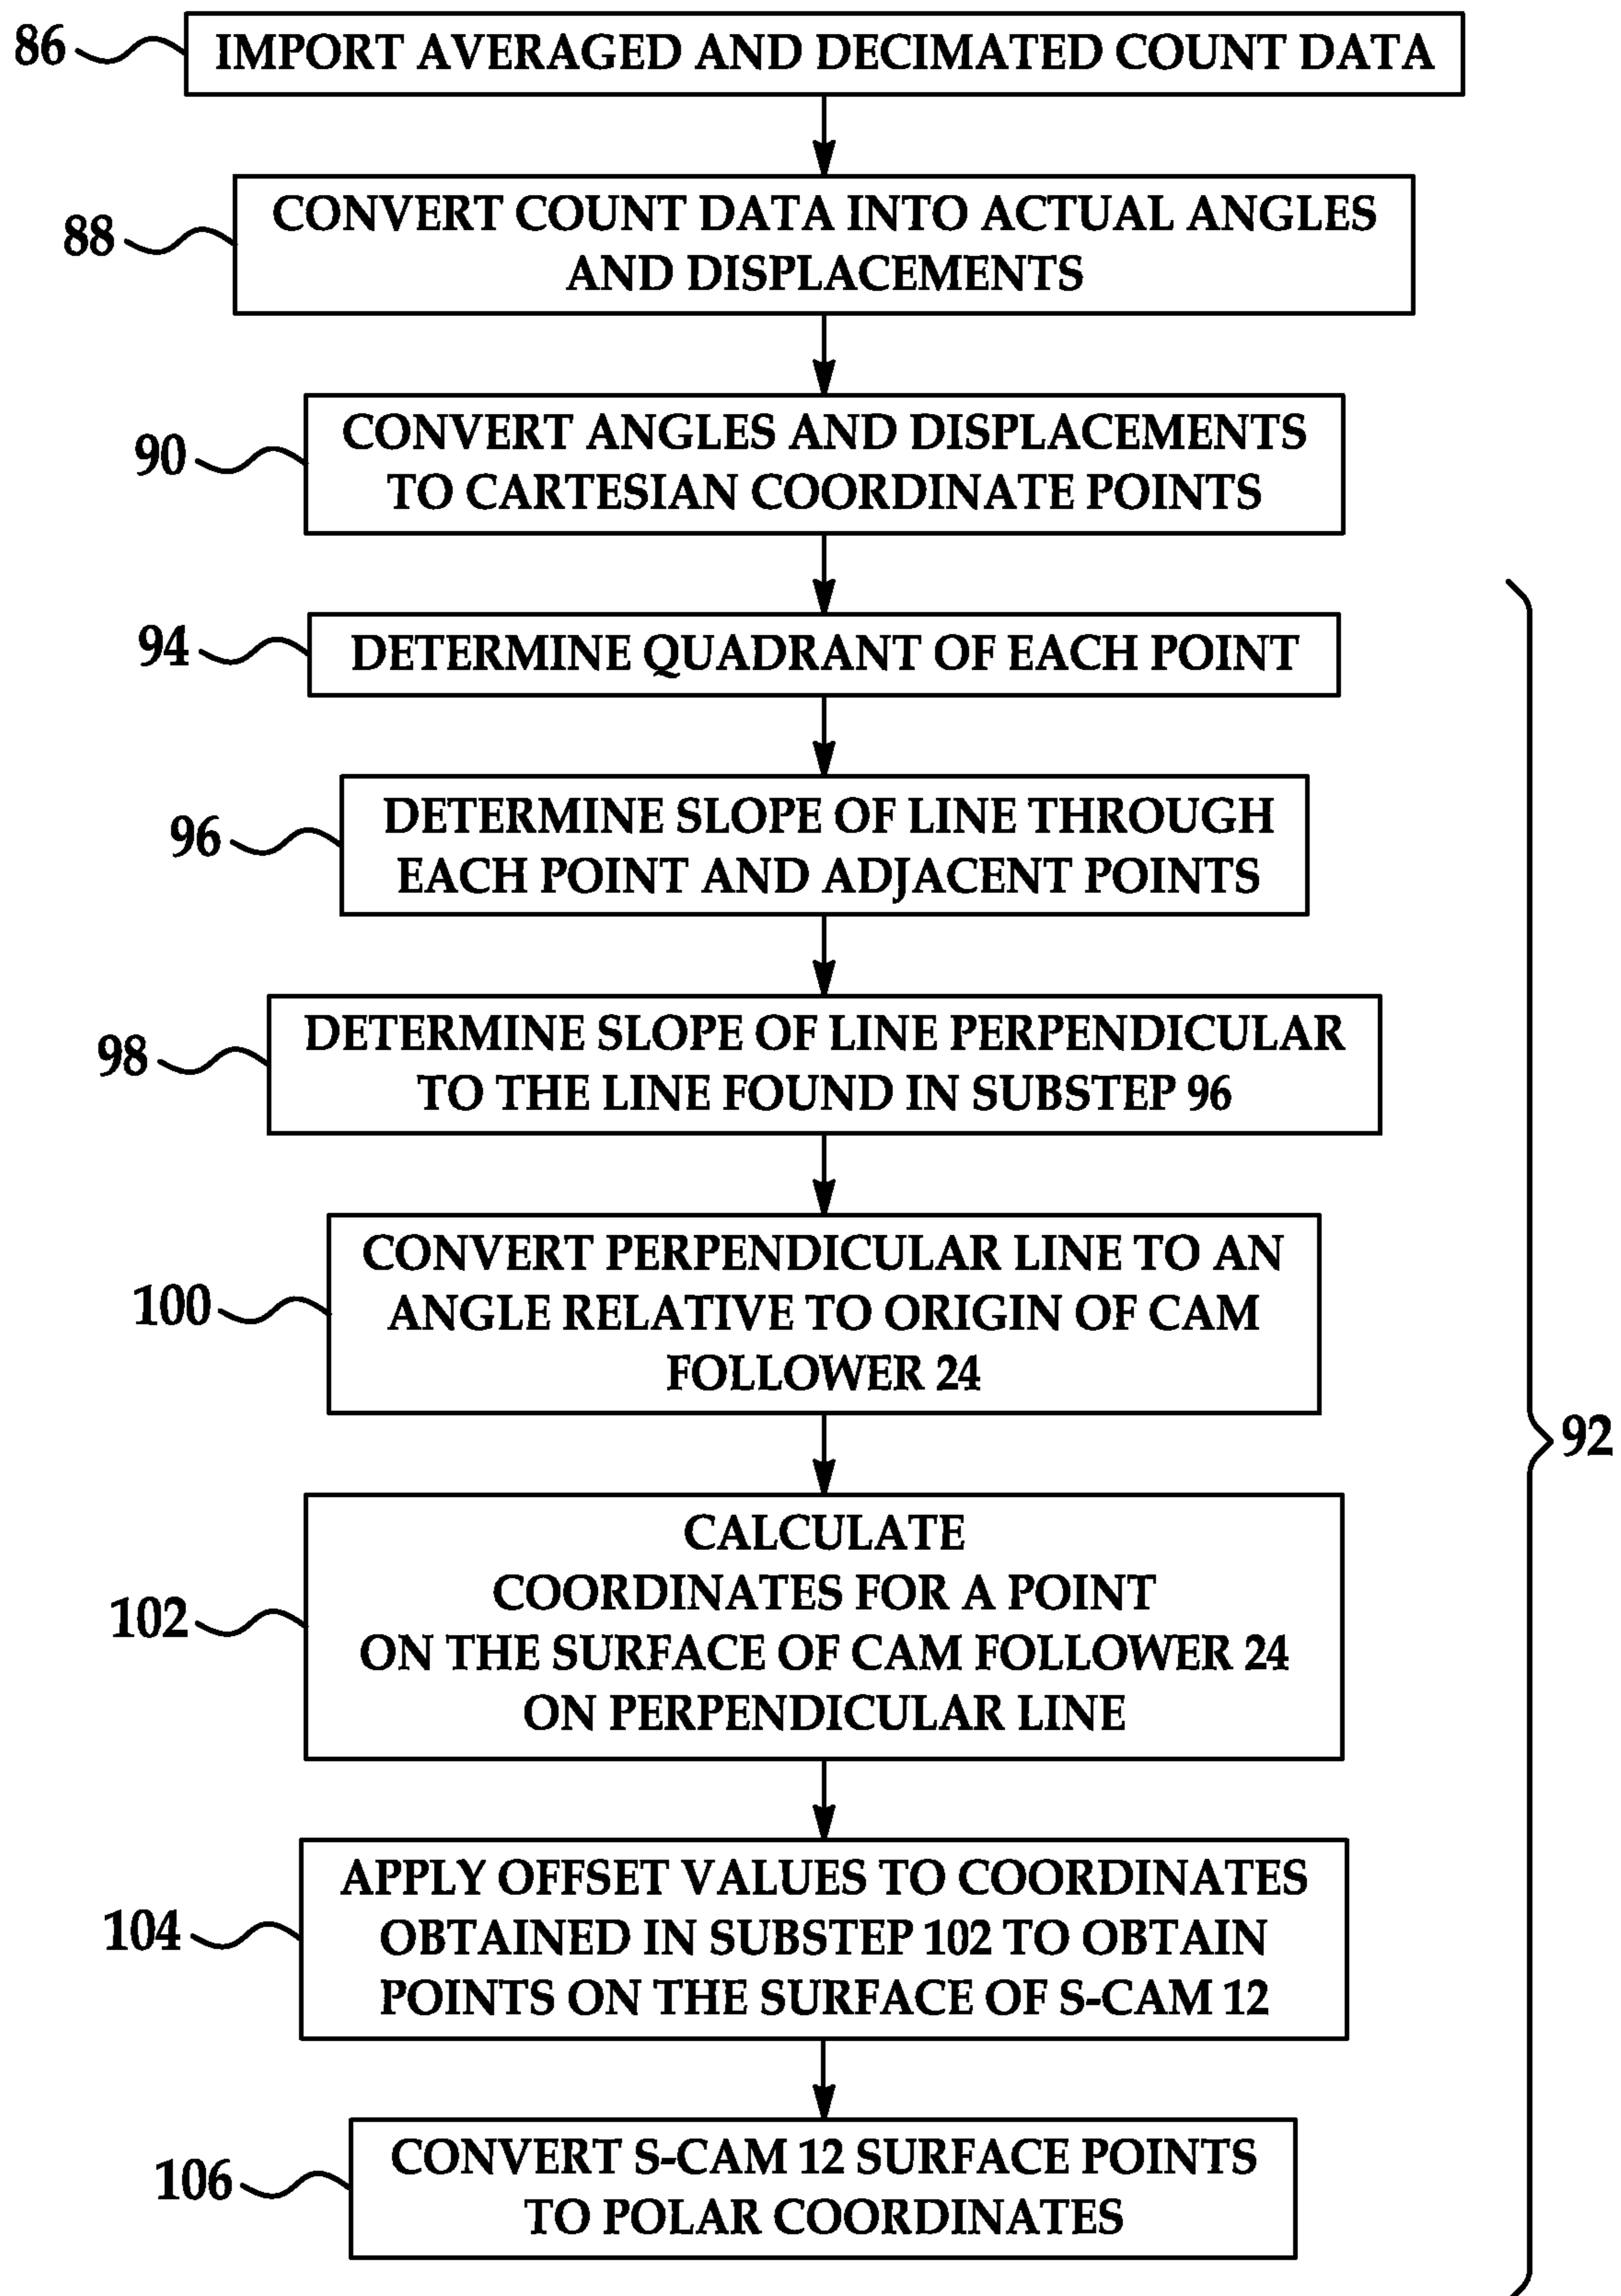 86
IMPORT AVERAGED AND DECIMATED COUNT DATA
88
CONVERT COUNT DATA INTO ACTUAL ANGLES
AND DISPLACEMENTS
90
CONVERT ANGLES AND DISPLACEMENTS
TO CARTESIAN COORDINATE POINTS
94
DETERMINE QUADRANT OF EACH POINT
96
DETERMINE SLOPE OF LINE THROUGH
EACH POINT AND ADJACENT POINTS
98
DETERMINE SLOPE OF LINE PERPENDICULAR
TO THE LINE FOUND IN SUBSTEP 96
100
CONVERT PERPENDICULAR LINE TO AN
ANGLE RELATIVE TO ORIGIN OF CAM
FOLLOWER 24
92
102
CALCULATE
COORDINATES FOR A POINT
ON THE SURFACE OF CAM FOLLOWER 24
ON PERPENDICULAR LINE
104
APPLY OFFSET VALUES TO COORDINATES
OBTAINED IN SUBSTEP 102 TO OBTAIN
POINTS ON THE SURFACE OF S-CAM 12
106
CONVERT S-CAM 12 SURFACE POINTS
TO POLAR COORDINATES